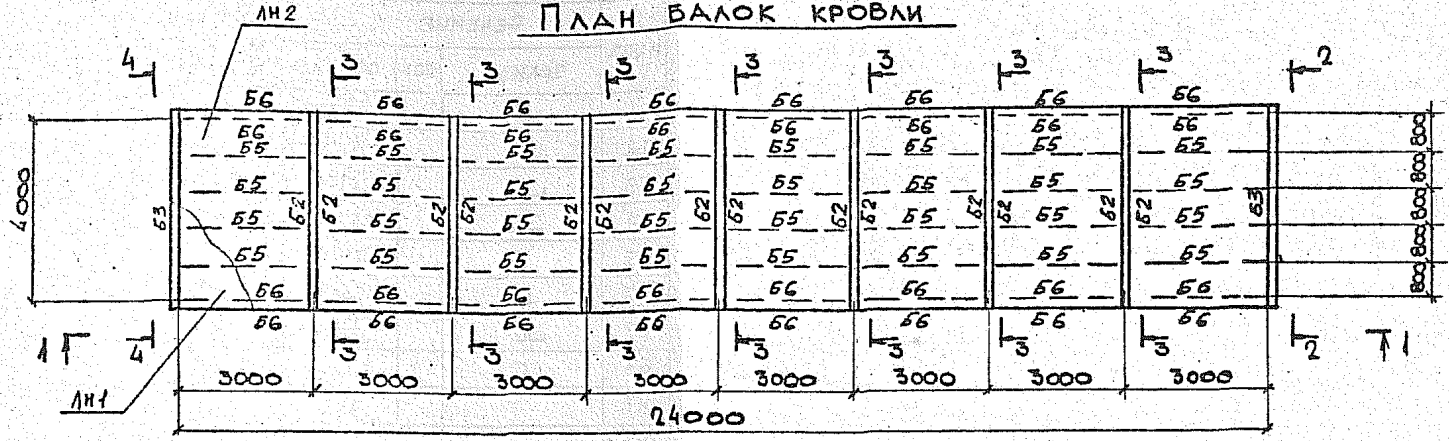 ЛН2
ПЛАН БАЛОК КРОВЛИ
4 3 3 3 3 3 3 3 2
Б6 Б6 Б6 Б6 Б6 Б6 Б6 Б6
Б6 Б6 Б6 Б6 Б6 Б6 Б6
Б5 Б5 Б5 Б5 Б5 Б5 Б5 Б5
800
Б5 Б5 Б5 Б5 Б5 Б5 Б5 Б5
800
4000
Б3 Б2 Б2 Б2 Б2 Б2 Б2 Б2 Б2 Б2 Б2 Б2 Б2 Б2 Б2 Б3
Б5 Б5 Б5 Б5 Б5 Б5 Б5 Б5
800
Б5 Б5 Б5 Б5 Б5 Б5 Б5 Б5
800
Б6 Б6 Б6 Б6 Б6 Б6 Б6 Б6
800
Б6 Б6 Б6 Б6 Б6 Б6 Б6 Б6
1 4 3 3 3 3 3 3 3 2 1
3000 3000 3000 3000 3000 3000 3000 3000
ЛН1
24000